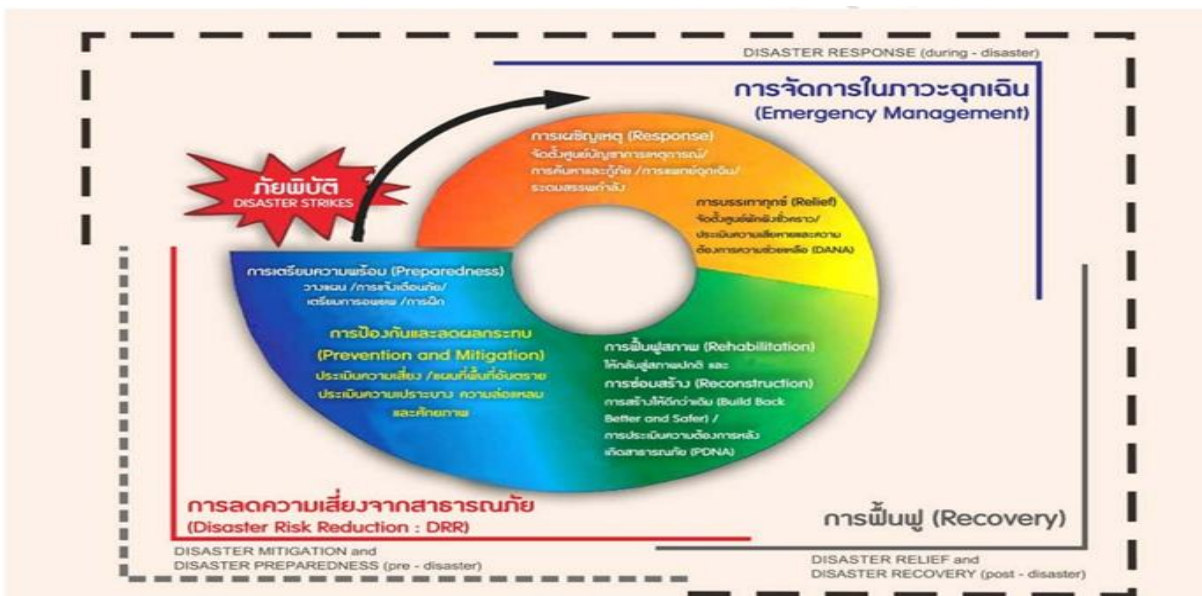 DISASTER RESPONSE (during - disaster)
การจัดการในภาวะฉุกเฉิน
(Emergency Management)
ภัยพิบัติ
DISASTER STRIKES
การเผชิญเหตุ (Response)
จัดตั้งศูนย์บัญชาการเหตุการณ์/
การค้นหาและกู้ภัย /การแพทย์ฉุกเฉิน/
ระดมสรรพกำลัง
การบรรเทาทุกข์ (Relief)
จัดตั้งศูนย์พักพิงชั่วคราว/
ประเมินความเสียหายและความ
ต้องการความช่วยเหลือ (DANA)
การเตรียมความพร้อม (Preparedness)
วางแผน /การแจ้งเตือนภัย/
เตรียมการอพยพ /การฝึก
การป้องกันและลดผลกระทบ
(Prevention and Mitigation)
ประเมินความเสี่ยง /แผนที่พื้นที่อันตราย
ประเมินความเปราะบาง ความล่อแหลม
และศักยภาพ
การฟื้นฟูสภาพ (Rehabilitation)
ให้กลับสู่สภาพปกติ และ
การซ่อมสร้าง (Reconstruction)
การสร้างให้ดีกว่าเดิม (Build Back
Better and Safer) /
การประเมินความต้องการหลัง
เกิดสาธารณภัย (PDNA)
การลดความเสี่ยงจากสาธารณภัย
(Disaster Risk Reduction : DRR)
DISASTER MITIGATION and
DISASTER PREPAREDNESS (pre - disaster)
การฟื้นฟู (Recovery)
DISASTER RELIEF and
DISASTER RECOVERY (post - disaster)